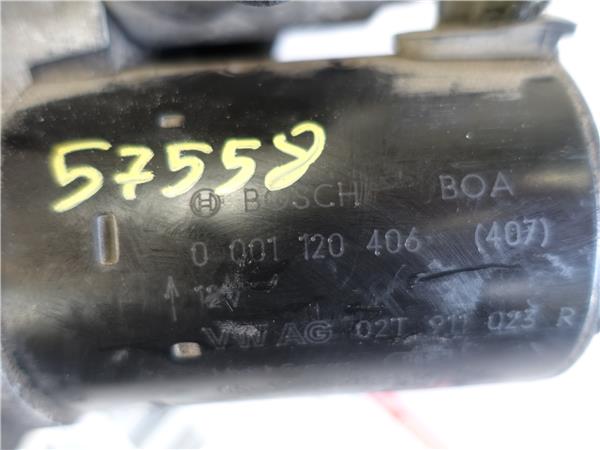 57558
BOSCH BOA
0 001 120 406 (407)
12V
VW AG 02T 911 023 R